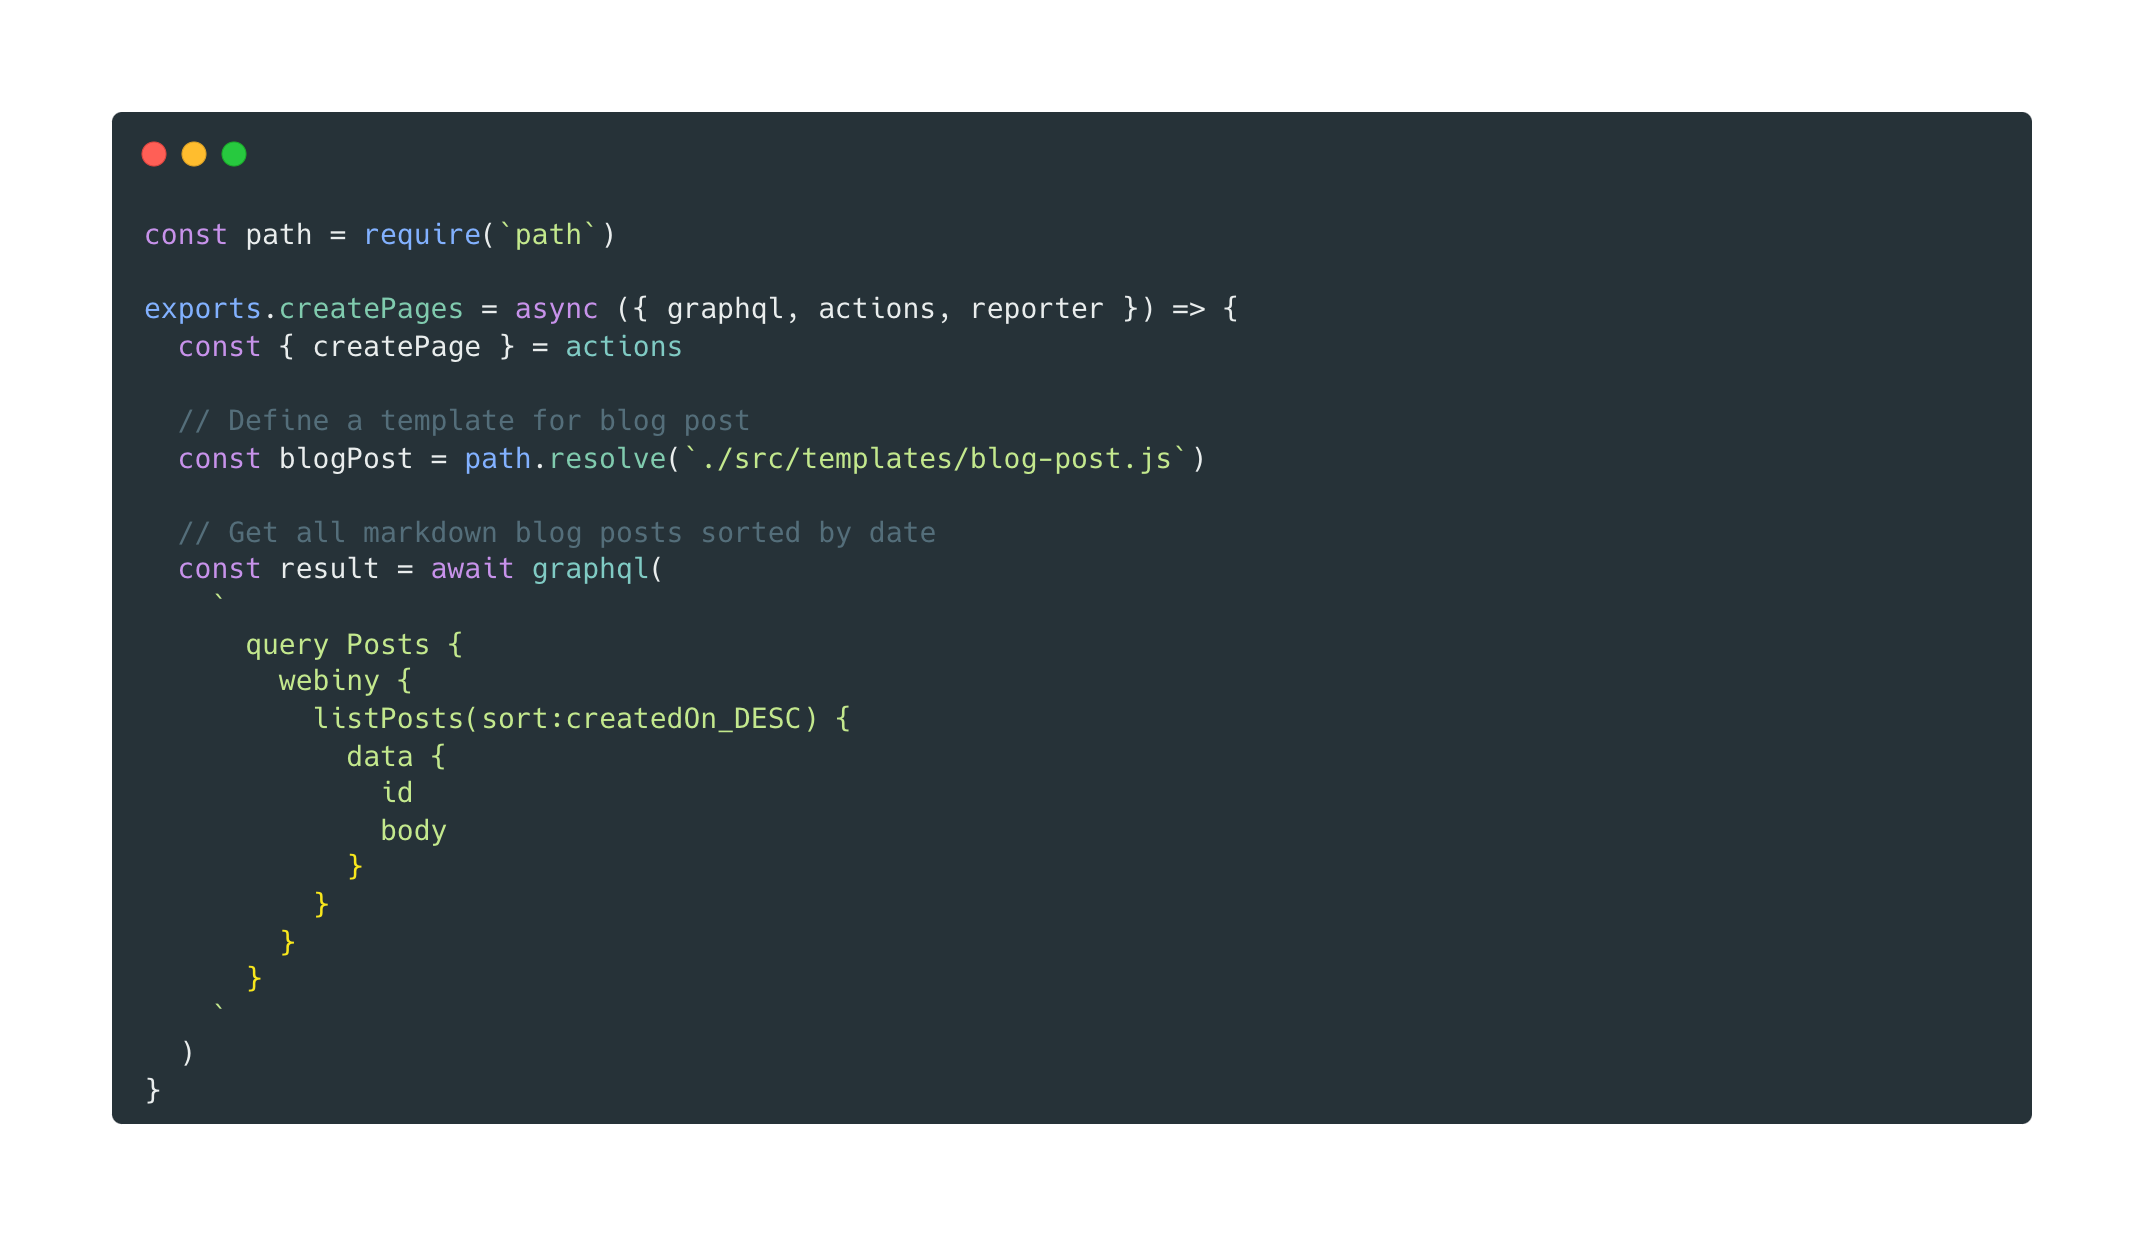 const path = require(`path`)

exports.createPages = async ({ graphql, actions, reporter }) => {
  const { createPage } = actions

  // Define a template for blog post
  const blogPost = path.resolve(`./src/templates/blog-post.js`)

  // Get all markdown blog posts sorted by date
  const result = await graphql(
    `
      query Posts {
        webiny {
          listPosts(sort:createdOn_DESC) {
            data {
              id
              body
            }
          }
        }
      }
    `
  )
}